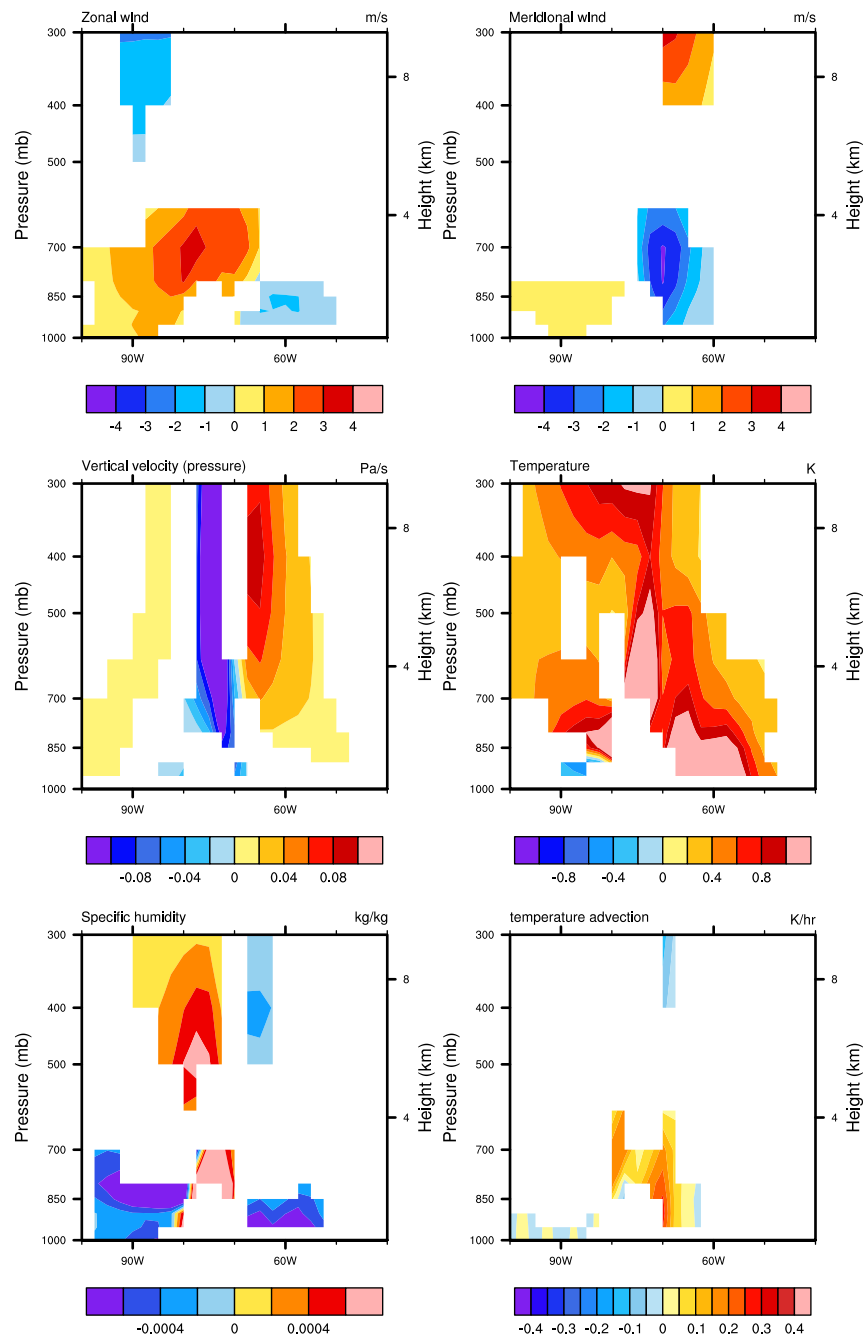 Zonal wind m/s Meridional wind m/s
300 300
400 8 400 8
500 500
Pressure (mb) Height (km) Pressure (mb) Height (km)
4 4
700 700
850 850
1000 1000
90W 60W 90W 60W
-4 -3 -2 -1 0 1 2 3 4 -4 -3 -2 -1 0 1 2 3 4
Vertical velocity (pressure) Pa/s Temperature K
300 300
400 8 400 8
500 500
Pressure (mb) Height (km) Pressure (mb) Height (km)
4 4
700 700
850 850
1000 1000
90W 60W 90W 60W
-0.08 -0.04 0 0.04 0.08 -0.8 -0.4 0 0.4 0.8
Specific humidity kg/kg temperature advection K/hr
300 300
400 8 400 8
500 500
Pressure (mb) Height (km) Pressure (mb) Height (km)
4 4
700 700
850 850
1000 1000
90W 60W 90W 60W
-0.0004 0 0.0004 -0.4 -0.3 -0.2 -0.1 0 0.1 0.2 0.3 0.4